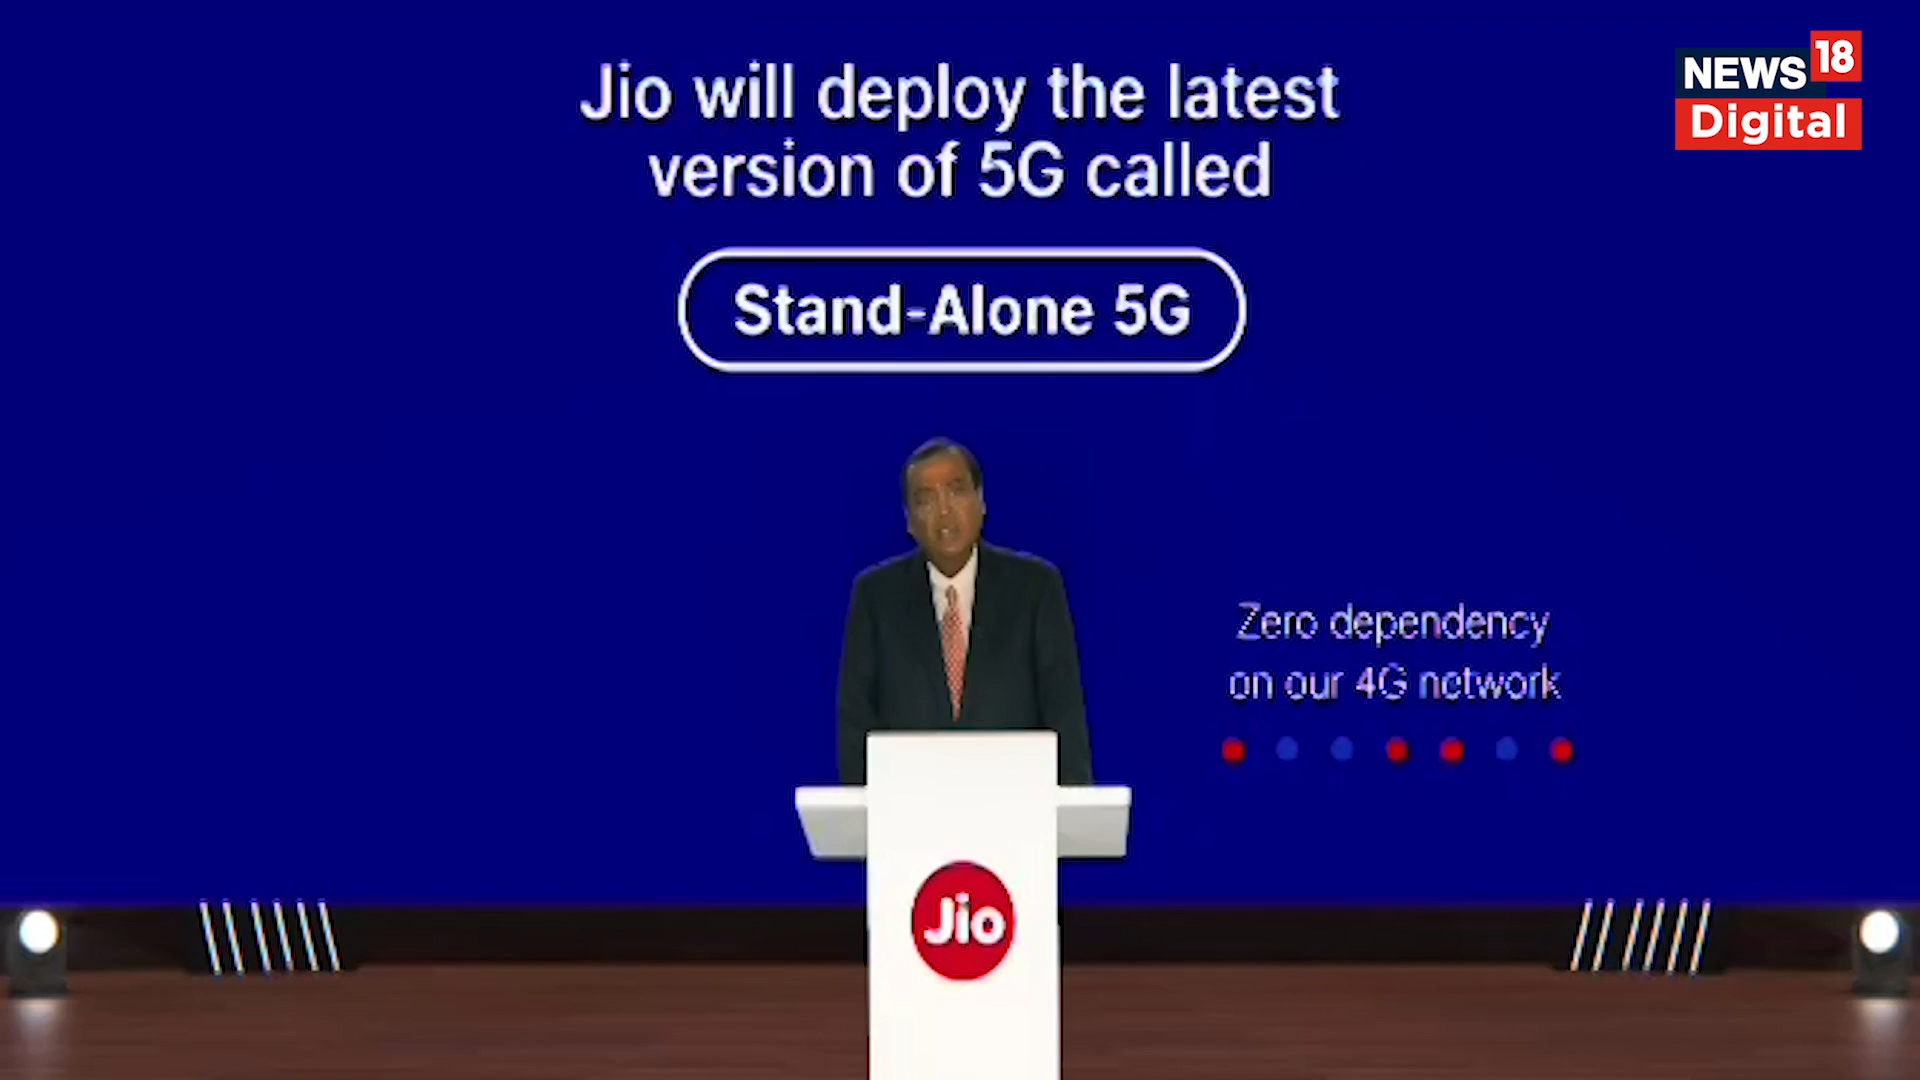 Jio will deploy the latest
version of 5G called
Stand-Alone 5G
Zero dependency
on our 4G network
Jio
NEWS 18
Digital